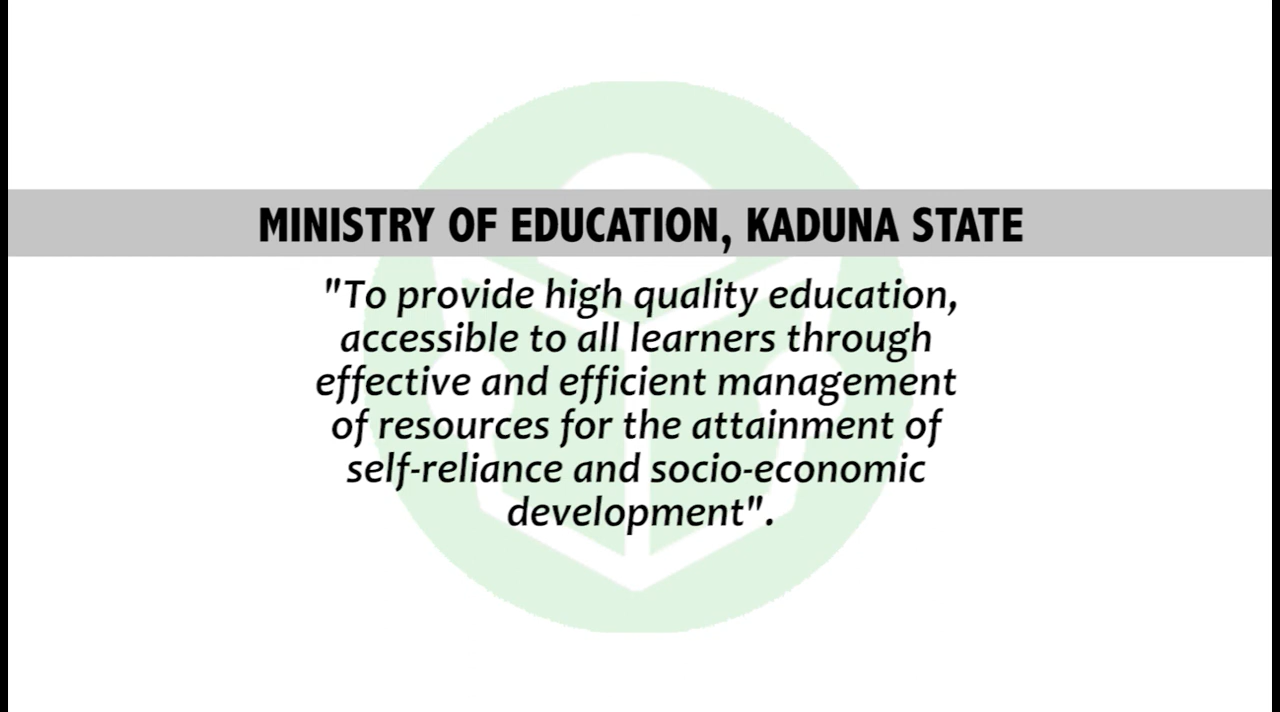 MINISTRY OF EDUCATION, KADUNA STATE
"To provide high quality education,
accessible to all learners through
effective and efficient management
of resources for the attainment of
self-reliance and socio-economic
development".